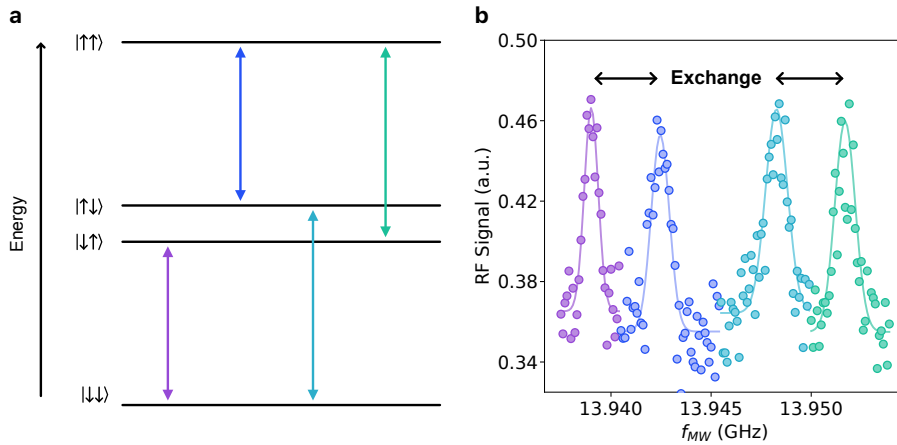 a
Energy
|↑↑⟩
|↑↓⟩
|↓↑⟩
|↓↓⟩
b
Exchange
RF Signal (a.u.)
0.50
0.46
0.42
0.38
0.34
13.940
13.945
13.950
f_MW (GHz)